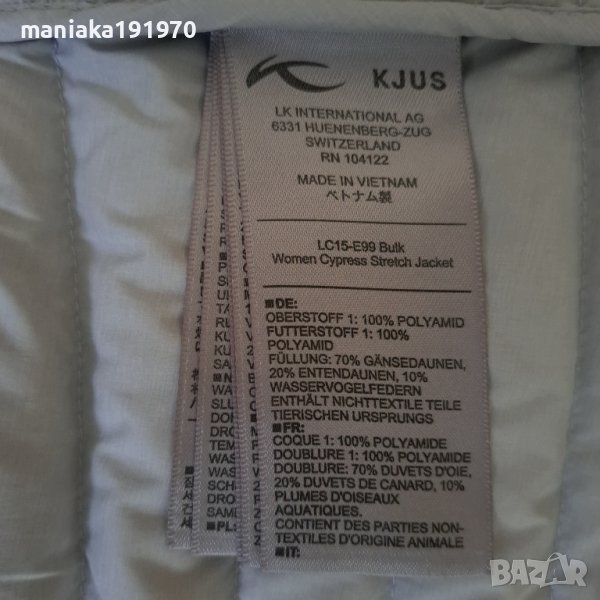 maniaka191970
KJUS
LK INTERNATIONAL AG
6331 HUENENBERG-ZUG
SWITZERLAND
RN 104122
MADE IN VIETNAM
ベトナム製
LC15-E99 Bulk
Women Cypress Stretch Jacket
■DE:
OBERSTOFF 1: 100% POLYAMID
FUTTERSTOFF 1: 100%
POLYAMID
FÜLLUNG: 70% GÄNSEDAUNEN,
20% ENTENDAUNEN, 10%
WASSERVOGELFEDERN
ENTHÄLT NICHTTEXTILE TEILE
TIERISCHEN URSPRUNGS
■FR:
COQUE 1: 100% POLYAMIDE
DOUBLURE 1: 100% POLYAMIDE
DOUBLURE: 70% DUVETS D'OIE,
20% DUVETS DE CANARD, 10%
PLUMES D'OISEAUX
AQUATIQUES.
CONTIENT DES PARTIES NON-
TEXTILES D'ORIGINE ANIMALE
■IT:
BAZAR